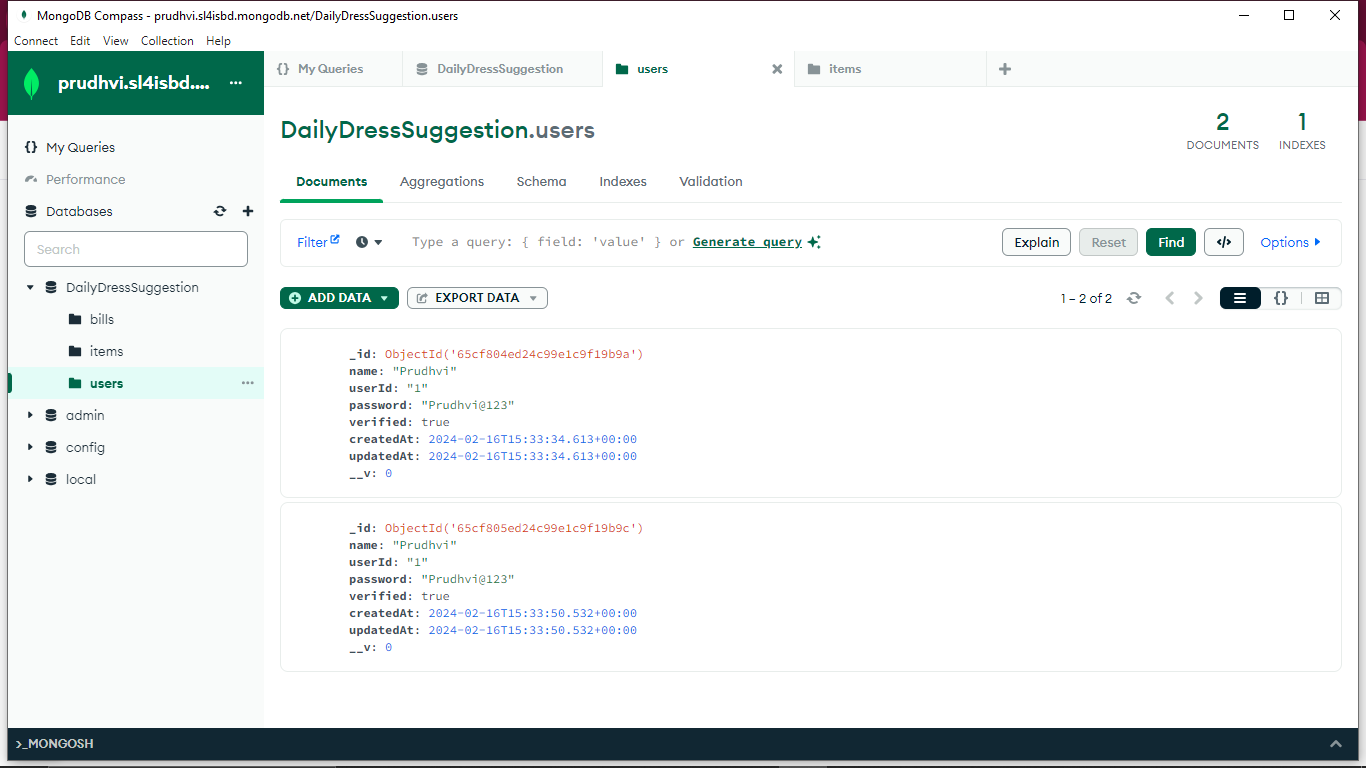 MongoDB Compass - prudhvi.sl4isbd.mongodb.net/DailyDressSuggestion.users
Connect Edit View Collection Help
prudhvi.sl4isbd.... ...
{} My Queries
DailyDressSuggestion
users
items
My Queries
Performance
Databases
Search
DailyDressSuggestion
bills
items
users
admin
config
local
DailyDressSuggestion.users
2
DOCUMENTS
1
INDEXES
Documents Aggregations Schema Indexes Validation
Filter Type a query: { field: 'value' } or Generate query Explain Reset Find </> Options
ADD DATA EXPORT DATA 1 – 2 of 2 {}
_id: ObjectId('65cf804ed24c99e1c9f19b9a')
name: "Prudhvi"
userId: "1"
password: "Prudhvi@123"
verified: true
createdAt: 2024-02-16T15:33:34.613+00:00
updatedAt: 2024-02-16T15:33:34.613+00:00
__v: 0
_id: ObjectId('65cf805ed24c99e1c9f19b9c')
name: "Prudhvi"
userId: "1"
password: "Prudhvi@123"
verified: true
createdAt: 2024-02-16T15:33:50.532+00:00
updatedAt: 2024-02-16T15:33:50.532+00:00
__v: 0
>_MONGOSH